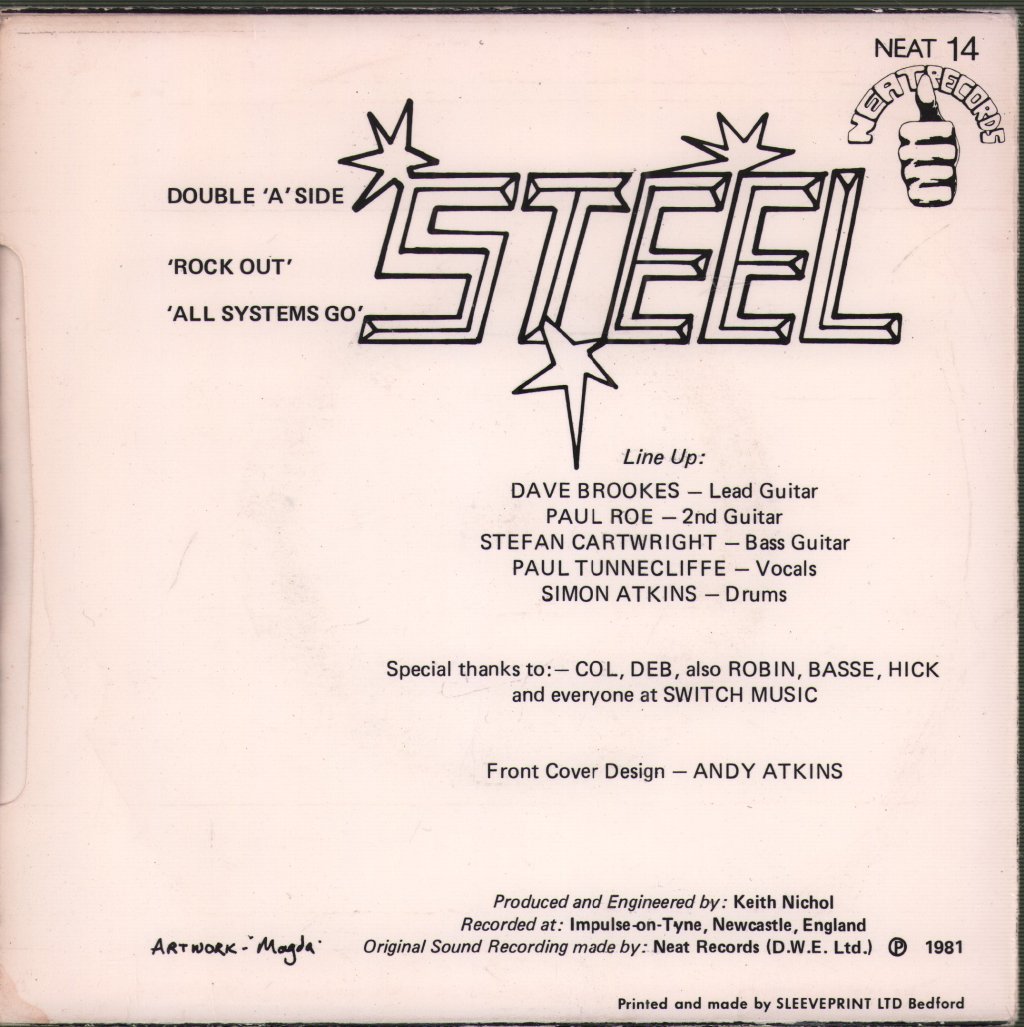 NEAT 14
NEAT RECORDS
STEEL
DOUBLE 'A' SIDE
'ROCK OUT'
'ALL SYSTEMS GO'
Line Up:
DAVE BROOKES — Lead Guitar
PAUL ROE — 2nd Guitar
STEFAN CARTWRIGHT — Bass Guitar
PAUL TUNNECLIFFE — Vocals
SIMON ATKINS — Drums
Special thanks to:— COL, DEB, also ROBIN, BASSE, HICK
and everyone at SWITCH MUSIC
Front Cover Design — ANDY ATKINS
Produced and Engineered by: Keith Nichol
Recorded at: Impulse-on-Tyne, Newcastle, England
ARTWORK - "Magda"
Original Sound Recording made by: Neat Records (D.W.E. Ltd.) ℗ 1981
Printed and made by SLEEVEPRINT LTD Bedford